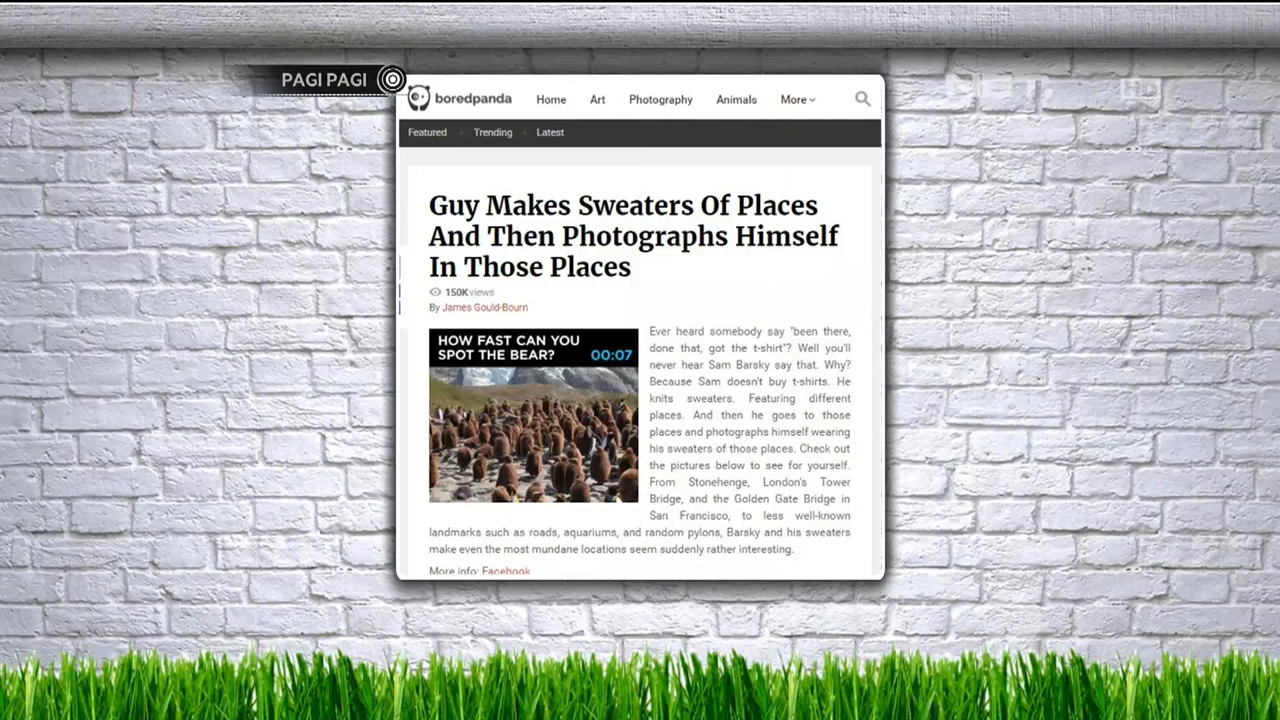 PAGI PAGI
NET.
HD
boredpanda
Home Art Photography Animals More
Featured Trending Latest
Guy Makes Sweaters Of Places
And Then Photographs Himself
In Those Places
150K views
By James Gould-Bourn
HOW FAST CAN YOU
SPOT THE BEAR? 00:07
Ever heard somebody say "been there,
done that, got the t-shirt"? Well you'll
never hear Sam Barsky say that. Why?
Because Sam doesn't buy t-shirts. He
knits sweaters. Featuring different
places. And then he goes to those
places and photographs himself wearing
his sweaters of those places. Check out
the pictures below to see for yourself.
From Stonehenge, London's Tower
Bridge, and the Golden Gate Bridge in
San Francisco, to less well-known
landmarks such as roads, aquariums, and random pylons, Barsky and his sweaters
make even the most mundane locations seem suddenly rather interesting.
More info: Facebook